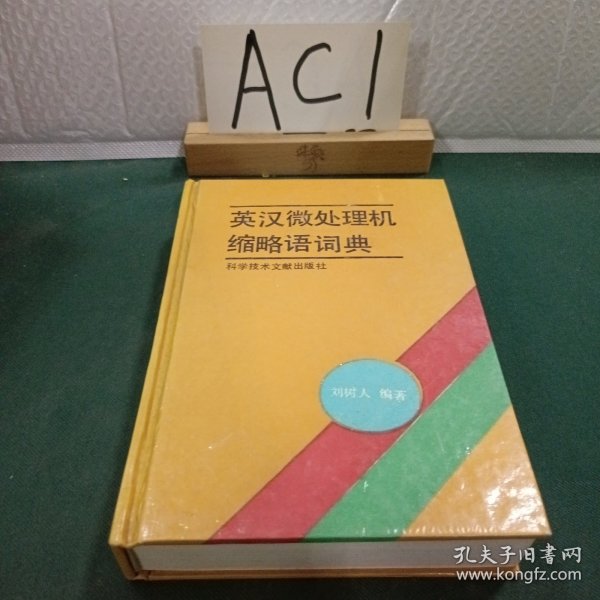 AC1
英汉微处理机
缩略语词典
科学技术文献出版社
刘树人 编著
孔夫子旧书网
www.kongfz.com